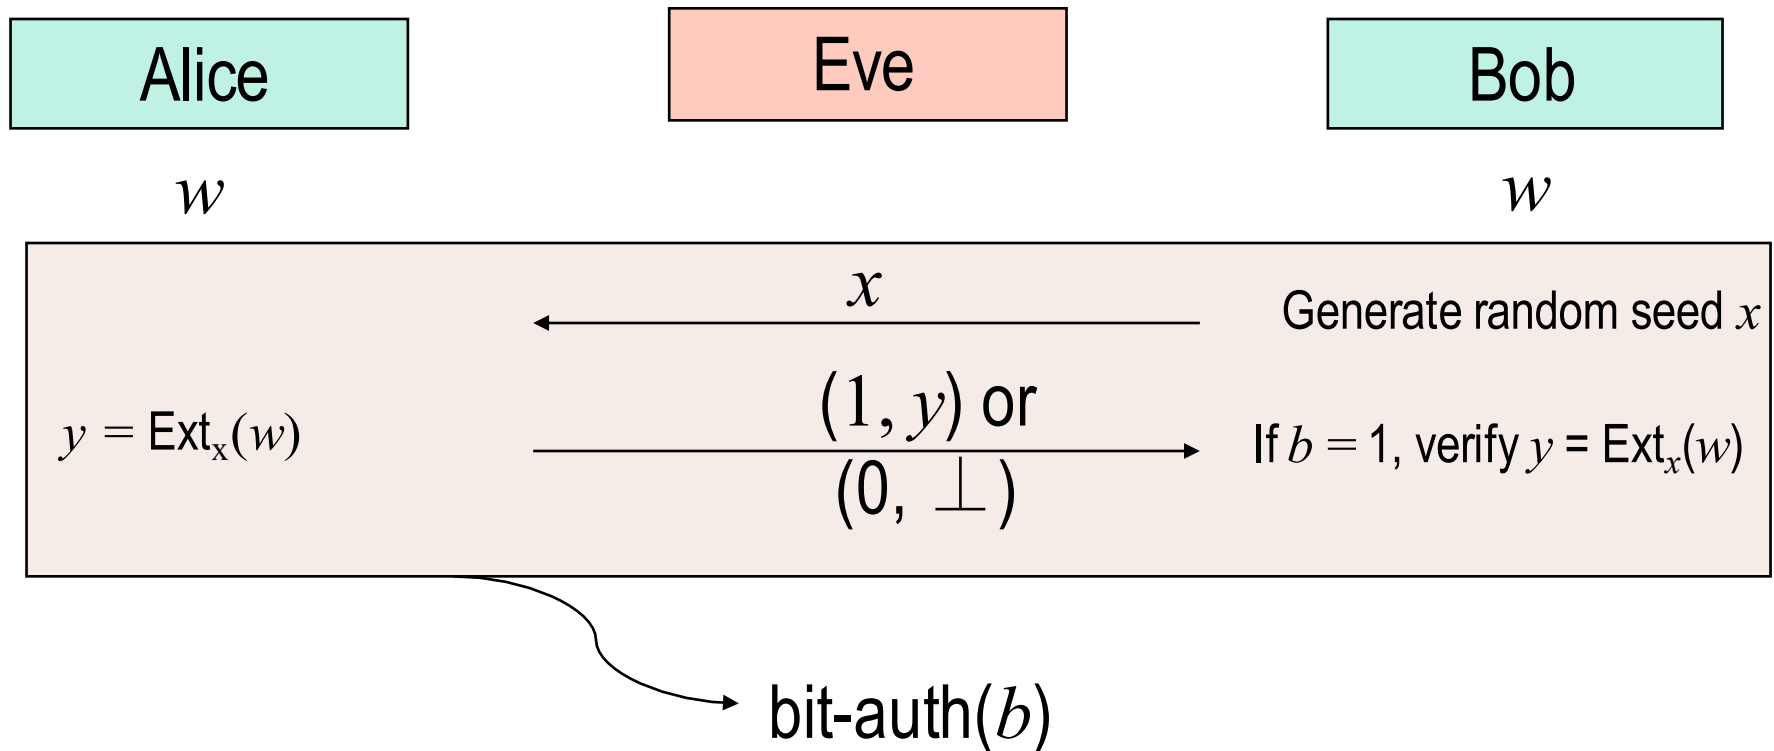 Alice
Eve
Bob
w
w
x
Generate random seed x
(1, y) or
y = Extₓ(w)
If b = 1, verify y = Extₓ(w)
(0, ⊥)
bit-auth(b)